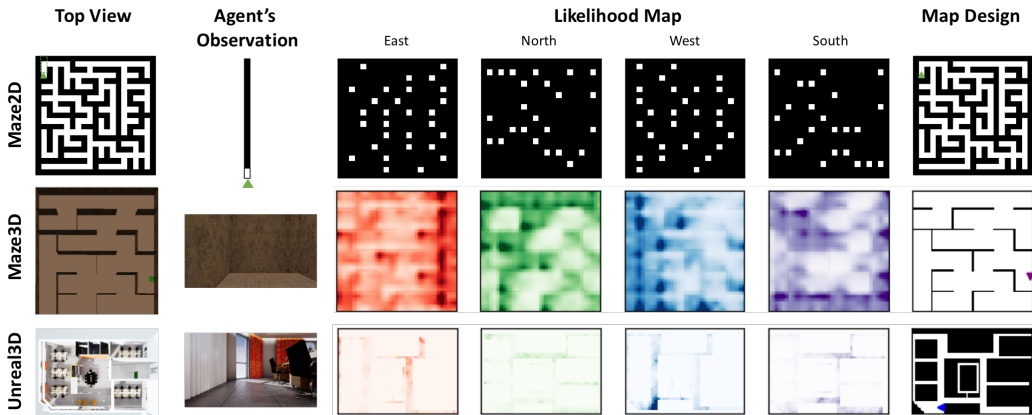 Top View
Agent's
Observation
Likelihood Map
Map Design
East
North
West
South
Maze2D
Maze3D
Unreal3D